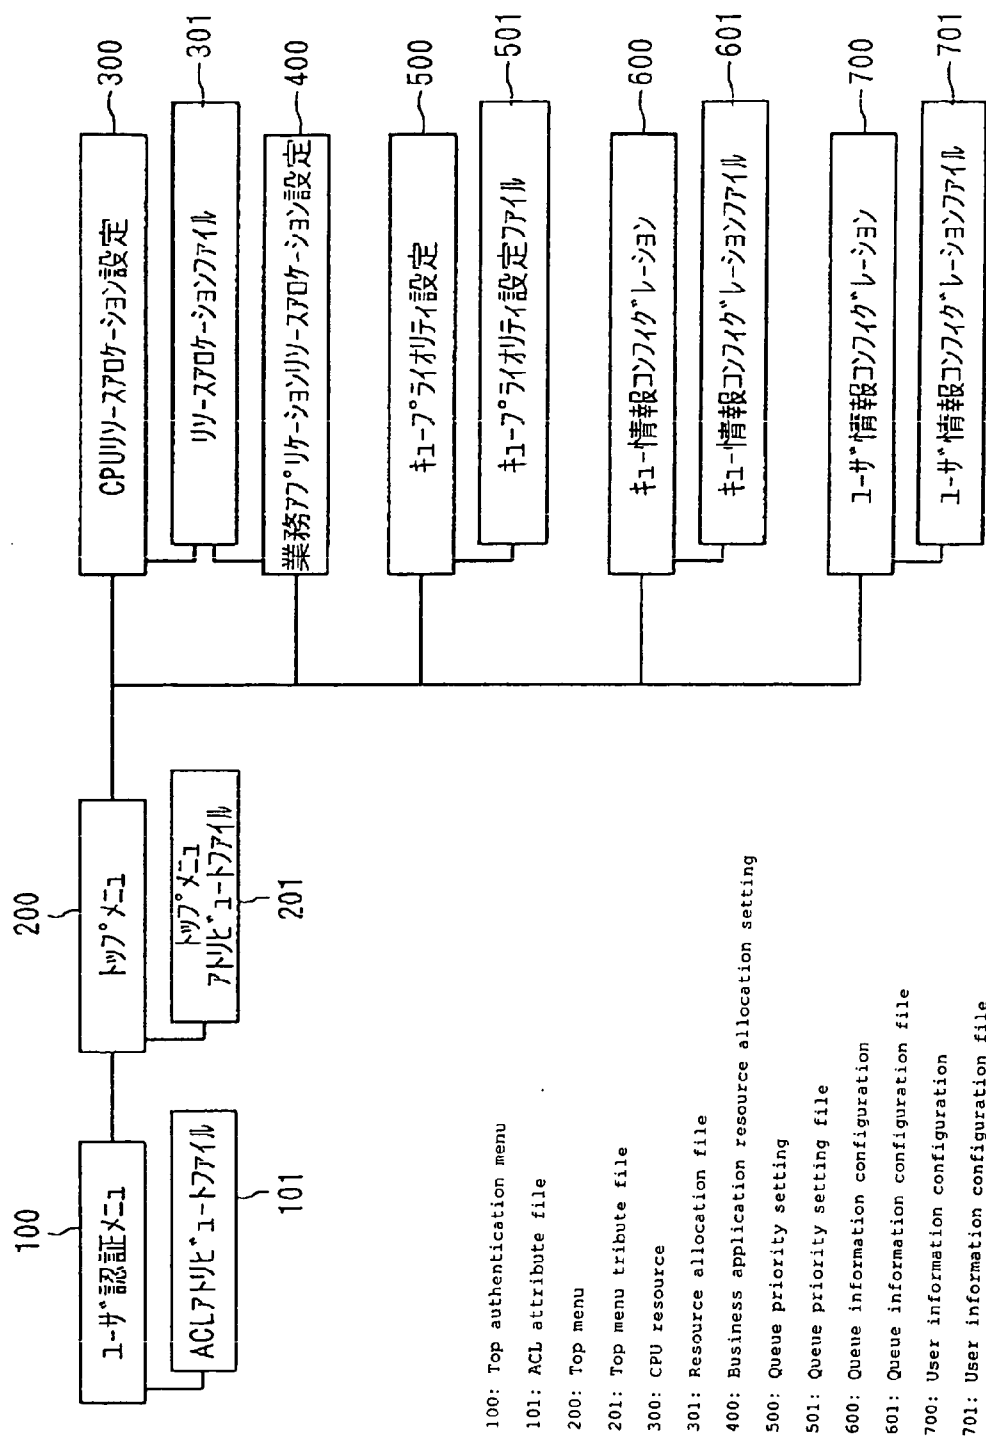 100
ユーザ認証メニュ
ACLアトリビュートファイル
101
200
トップメニュ
トップメニュ
アトリビュートファイル
201
CPUリソースアロケーション設定
300
リソースアロケーションファイル
301
業務アプリケーションリソースアロケーション設定
400
キュープライオリティ設定
500
キュープライオリティ設定ファイル
501
キュー情報コンフィグレーション
600
キュー情報コンフィグレーションファイル
601
ユーザ情報コンフィグレーション
700
ユーザ情報コンフィグレーションファイル
701
100: Top authentication menu
101: ACL attribute file
200: Top menu
201: Top menu tribute file
300: CPU resource
301: Resource allocation file
400: Business application resource allocation setting
500: Queue priority setting
501: Queue priority setting file
600: Queue information configuration
601: Queue information configuration file
700: User information configuration
701: User information configuration file